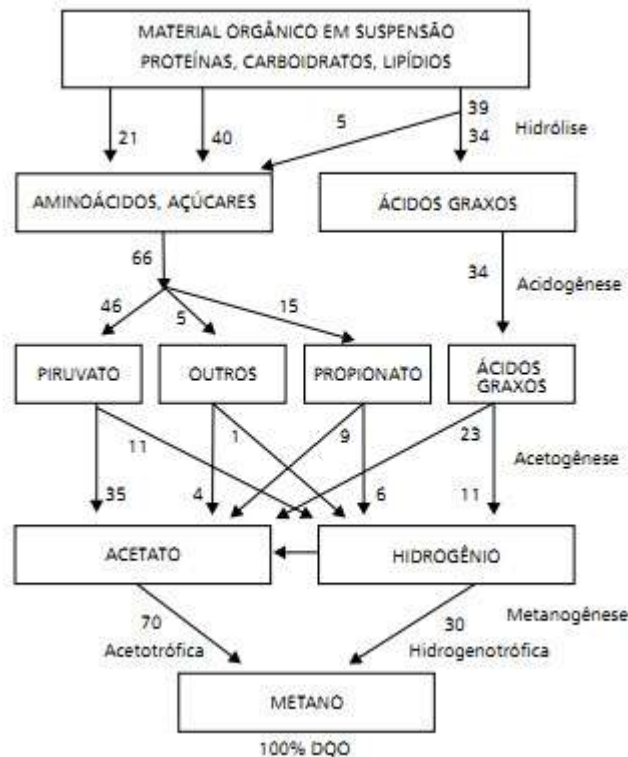 MATERIAL ORGÂNICO EM SUSPENSÃO
PROTEÍNAS, CARBOIDRATOS, LIPÍDIOS
39
5
21
40
34
Hidrólise
AMINOÁCIDOS, AÇÚCARES
ÁCIDOS GRAXOS
66
34
Acidogênese
46
5
15
PIRUVATO
OUTROS
PROPIONATO
ÁCIDOS
GRAXOS
11
1
9
23
Acetogênese
35
4
6
11
ACETATO
HIDROGÊNIO
70
30
Metanogênese
Acetotrófica
Hidrogenotrófica
METANO
100% DQO